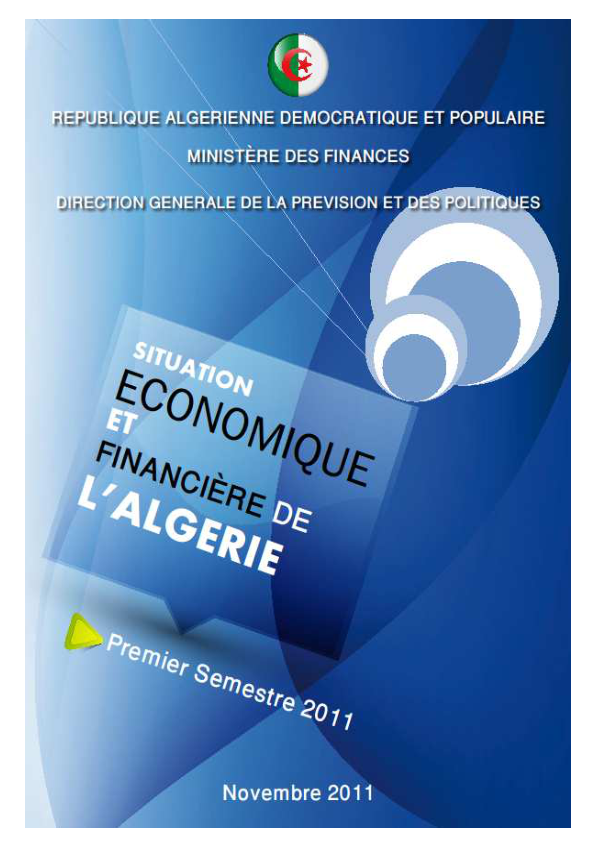 REPUBLIQUE ALGERIENNE DEMOCRATIQUE ET POPULAIRE
MINISTÈRE DES FINANCES
DIRECTION GENERALE DE LA PREVISION ET DES POLITIQUES
SITUATION
ECONOMIQUE
ET
FINANCIÈRE DE
L'ALGERIE
Premier Semestre 2011
Novembre 2011